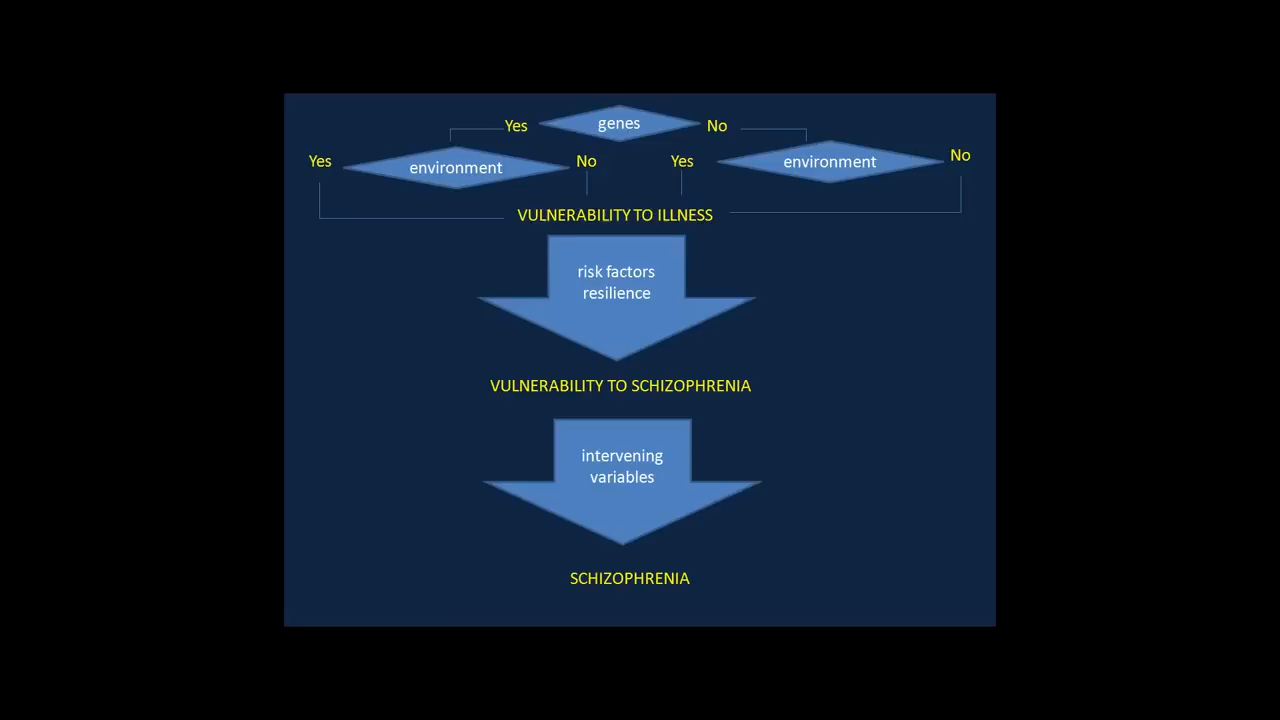 Yes genes No
Yes environment No Yes environment No
VULNERABILITY TO ILLNESS
risk factors
resilience
VULNERABILITY TO SCHIZOPHRENIA
intervening
variables
SCHIZOPHRENIA